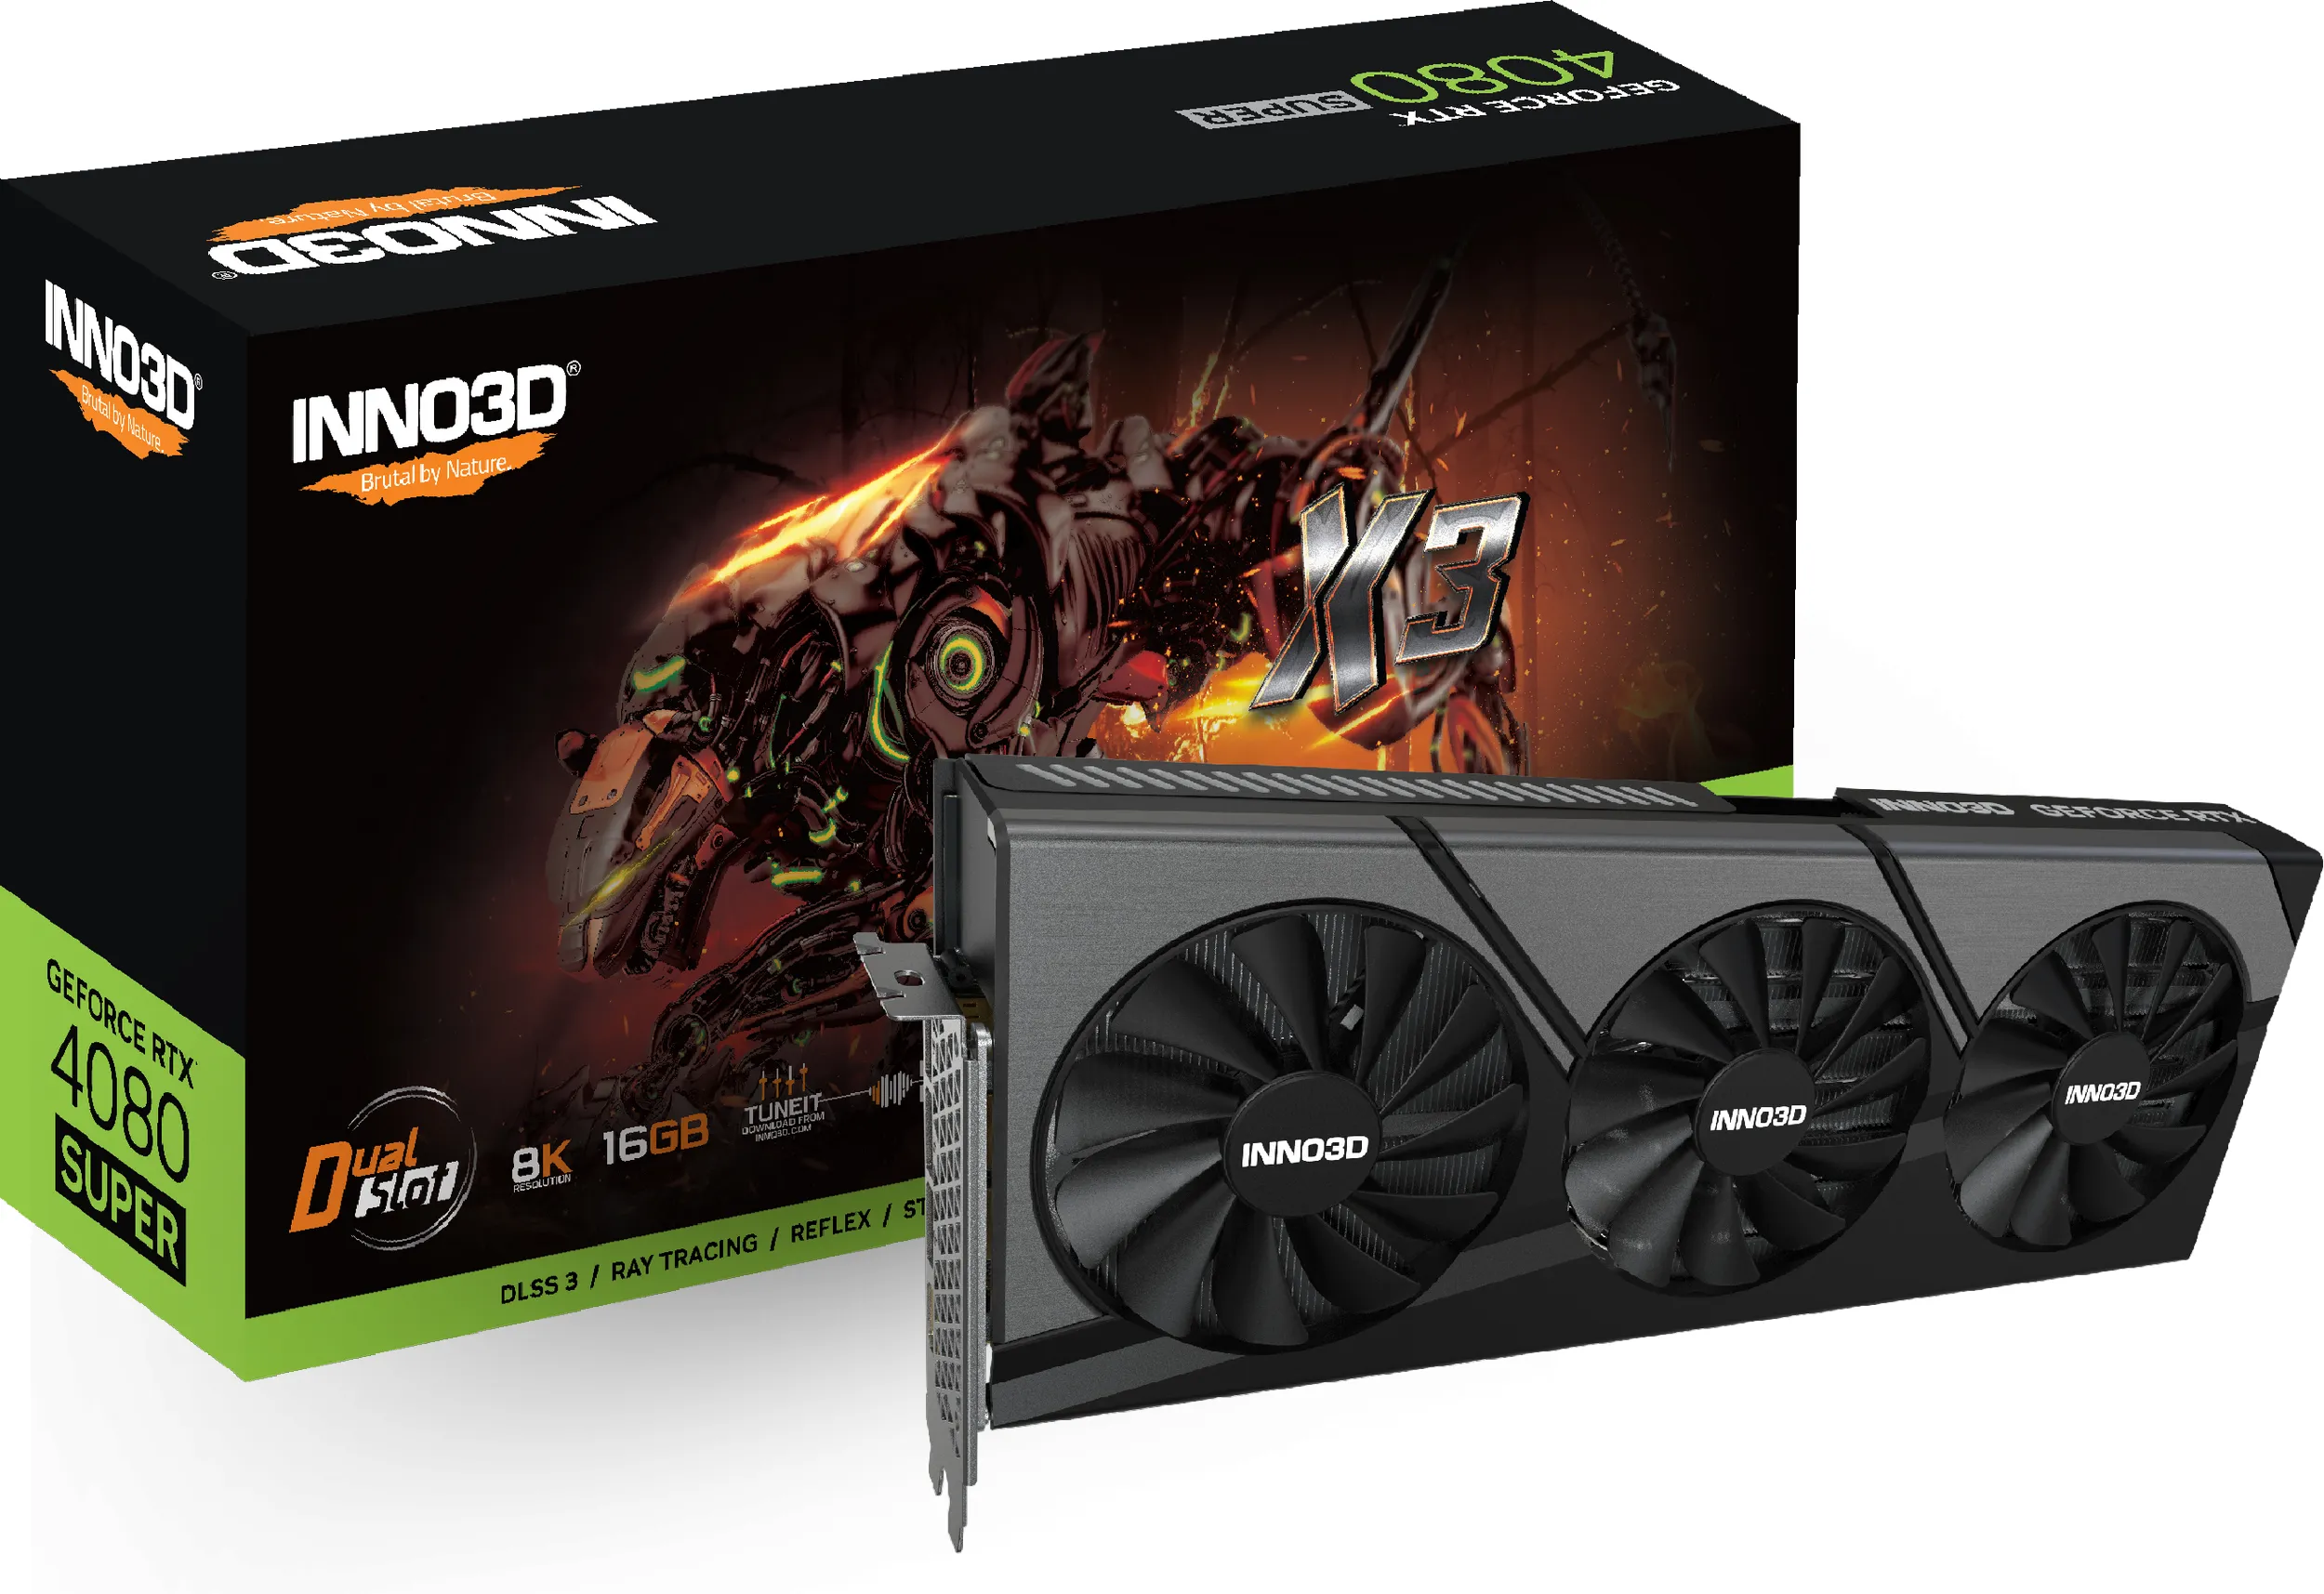 GEFORCE RTX
4080
SUPER
INNO3D®
Brutal by Nature.
INNO3D®
Brutal by Nature.
INNO3D®
Brutal by Nature.
X3
INNO3D GEFORCE RTX
INNO3D
INNO3D
INNO3D
GEFORCE RTX
4080
SUPER
Dual
Slot
8K
RESOLUTION
16GB
TUNEIT
DOWNLOAD FROM
INNO3D.COM
DLSS 3 / RAY TRACING / REFLEX / ST